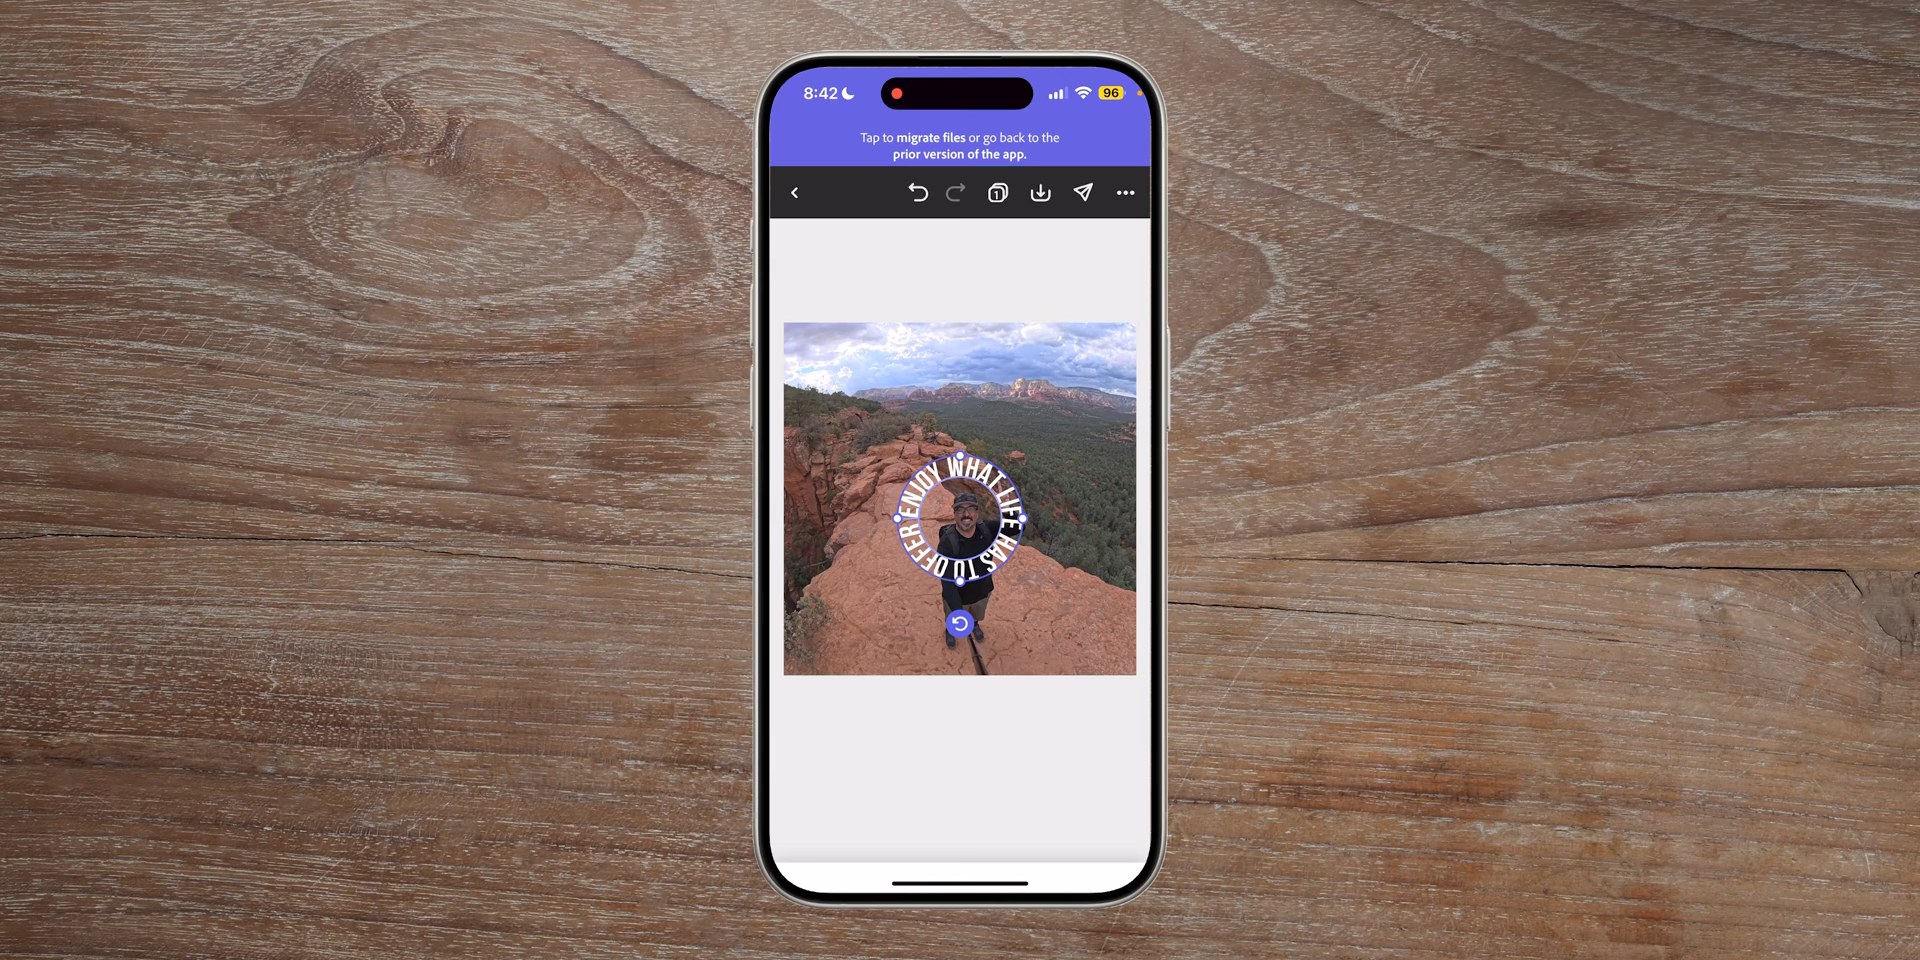 8:42
96
Tap to migrate files or go back to the
prior version of the app.
1
ENJOY WHAT LIFE HAS TO OFFER